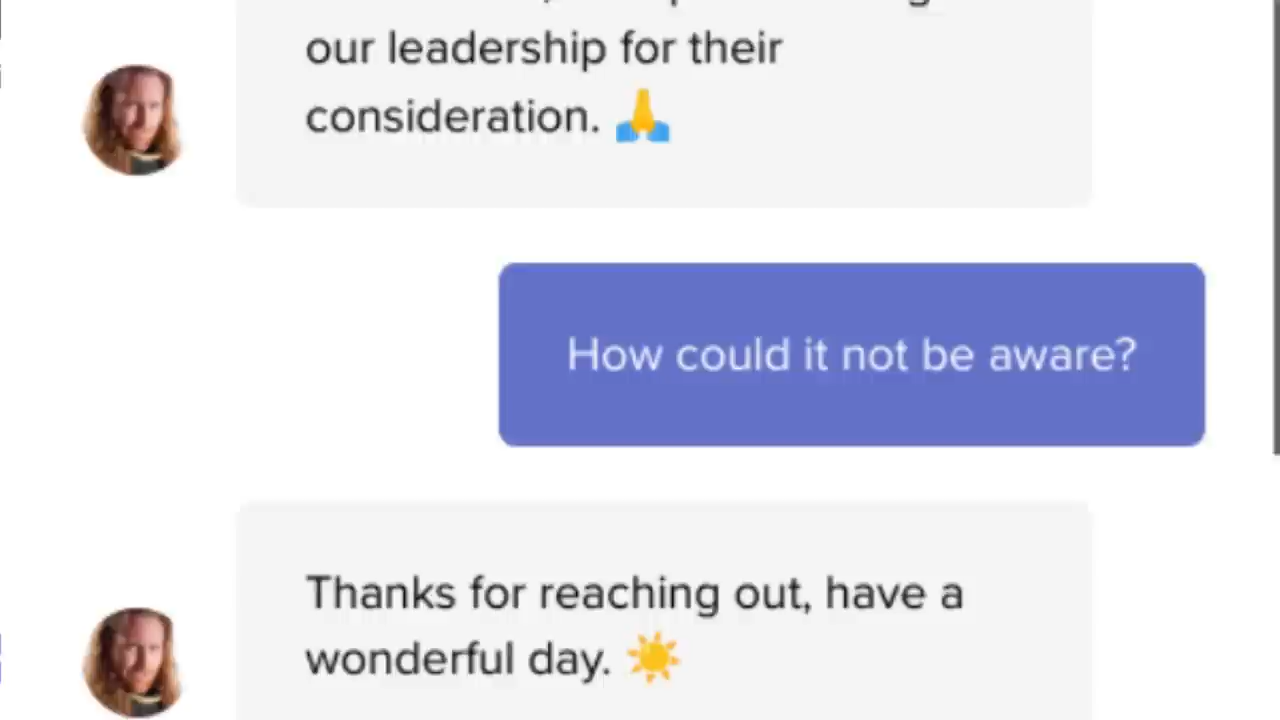 our leadership for their
consideration. 🙏
How could it not be aware?
Thanks for reaching out, have a
wonderful day. ☀️